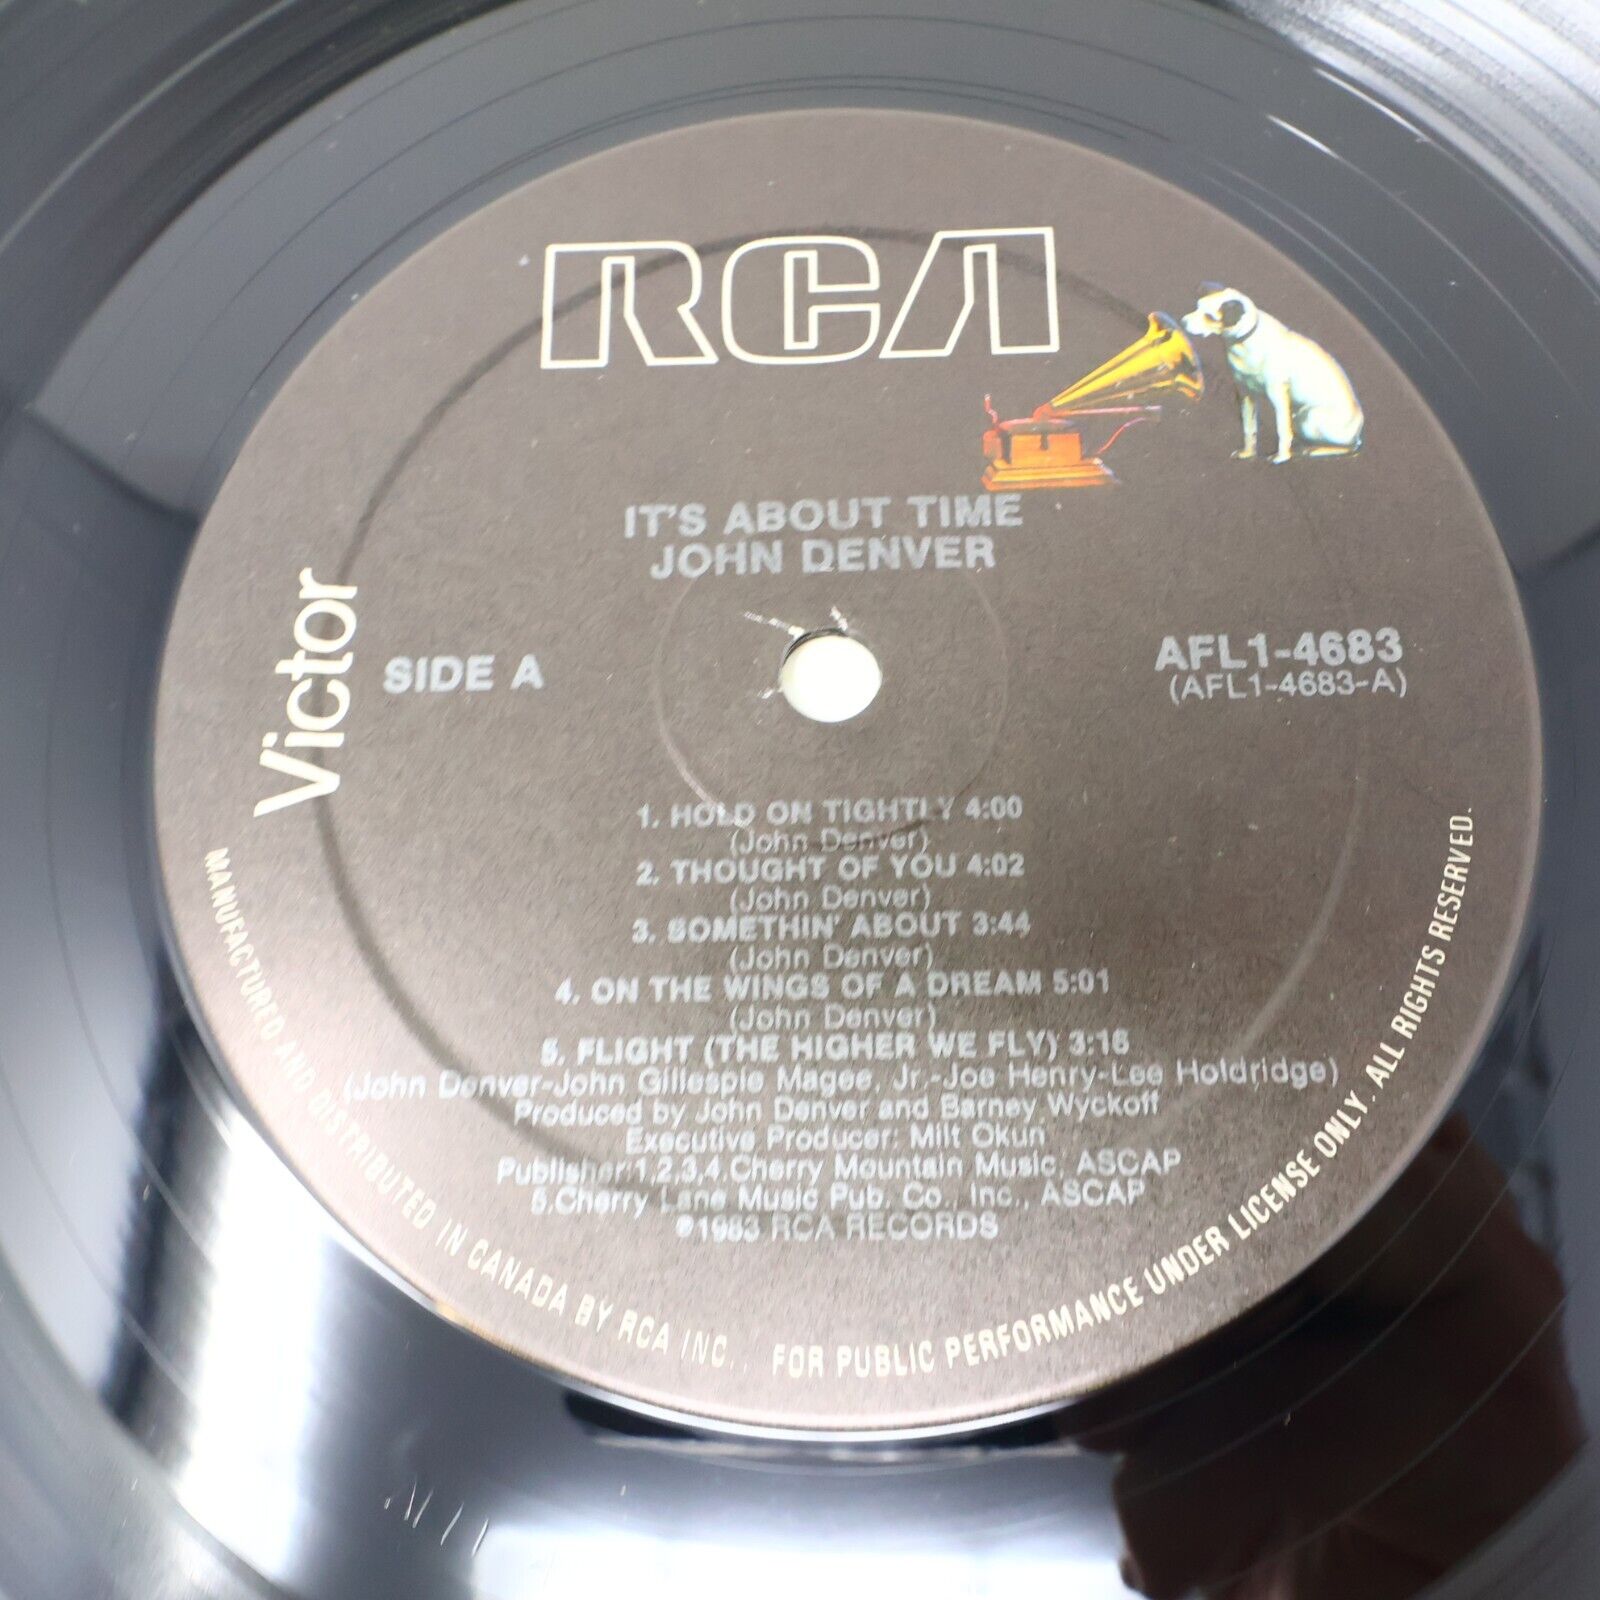 RCA
IT'S ABOUT TIME
JOHN DENVER
Victor
SIDE A
AFL1-4683
(AFL1-4683-A)
1. HOLD ON TIGHTLY 4:00
(John Denver)
2. THOUGHT OF YOU 4:02
(John Denver)
3. SOMETHIN' ABOUT 3:44
(John Denver)
4. ON THE WINGS OF A DREAM 5:01
(John Denver)
5. FLIGHT (THE HIGHER WE FLY) 3:16
(John Denver-John Gillespie Magee, Jr.-Joe Henry-Lee Holdridge)
Produced by John Denver and Barney Wyckoff
Executive Producer: Milt Okun
Publisher:1,2,3,4.Cherry Mountain Music, ASCAP
5.Cherry Lane Music Pub. Co., Inc., ASCAP
℗1983 RCA RECORDS
MANUFACTURED AND DISTRIBUTED IN CANADA BY RCA INC., FOR PUBLIC PERFORMANCE UNDER LICENSE ONLY. ALL RIGHTS RESERVED.